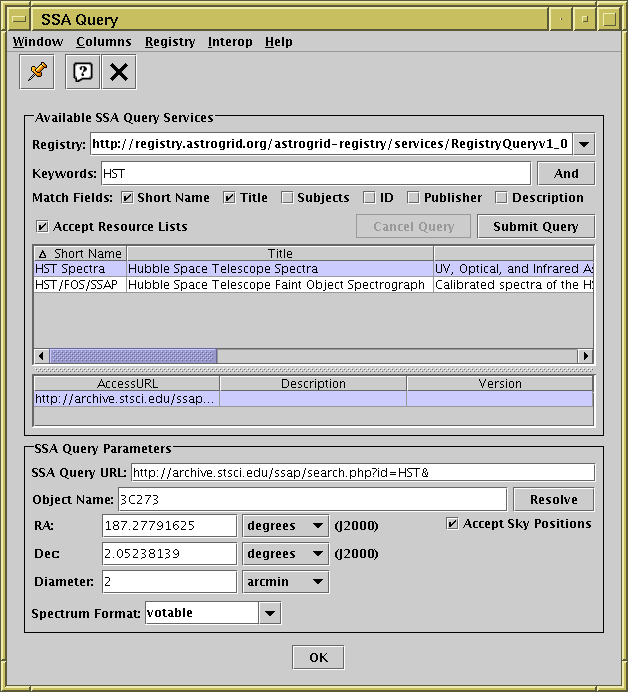 SSA Query
Window Columns Registry Interop Help
Available SSA Query Services
Registry: http://registry.astrogrid.org/astrogrid-registry/services/RegistryQueryv1_0
Keywords: HST And
Match Fields: Short Name Title Subjects ID Publisher Description
Accept Resource Lists Cancel Query Submit Query
Short Name Title
HST Spectra Hubble Space Telescope Spectra UV, Optical, and Infrared As
HST/FOS/SSAP Hubble Space Telescope Faint Object Spectrograph Calibrated spectra of the HS
AccessURL Description Version
http://archive.stsci.edu/ssap...
SSA Query Parameters
SSA Query URL: http://archive.stsci.edu/ssap/search.php?id=HST&
Object Name: 3C273 Resolve
RA: 187.27791625 degrees (J2000) Accept Sky Positions
Dec: 2.05238139 degrees (J2000)
Diameter: 2 arcmin
Spectrum Format: votable
OK